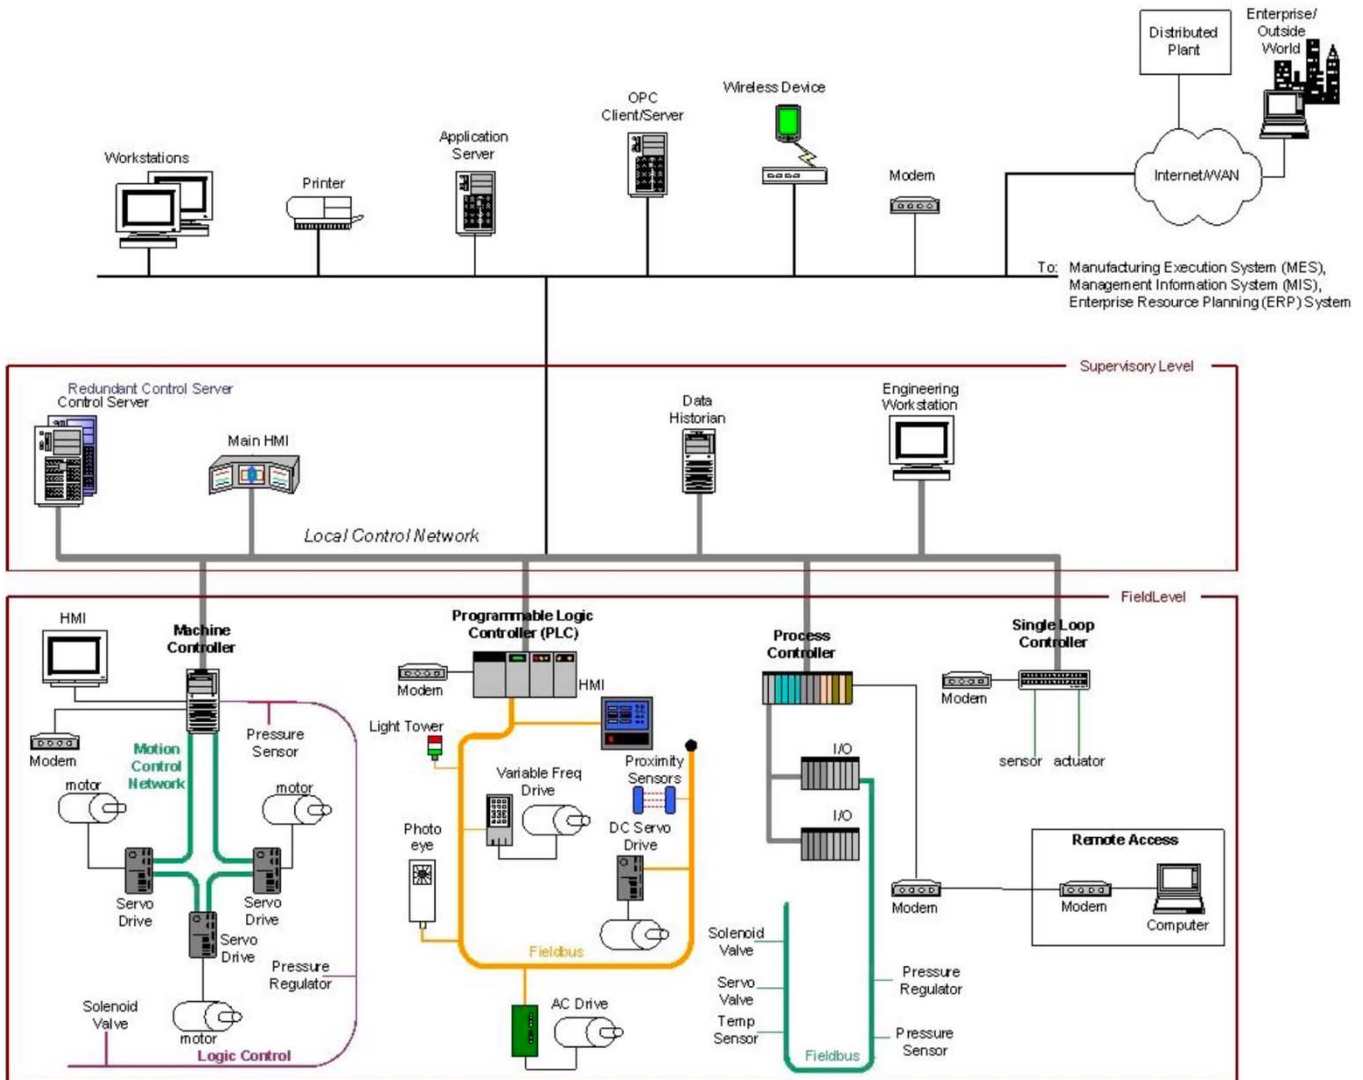 Distributed
Plant
Enterprise/
Outside
World
Wireless Device
OPC
Client/Server
Application
Server
Workstations
Printer
Modem
Internet/WAN
To: Manufacturing Execution System (MES),
Management Information System (MIS),
Enterprise Resource Planning (ERP) System
Supervisory Level
Redundant Control Server
Control Server
Main HMI
Data
Historian
Engineering
Workstation
Local Control Network
FieldLevel
HMI
Machine
Controller
Programmable Logic
Controller (PLC)
Process
Controller
Single Loop
Controller
Modem
HMI
Modem
Light Tower
Pressure
Sensor
Modem
Motion
Control
Network
motor
motor
Variable Freq
Drive
Proximity
Sensors
I/O
sensor
actuator
Photo
eye
DC Servo
Drive
I/O
Remote Access
Servo
Drive
Servo
Drive
Modem
Modem
Computer
Servo
Drive
Fieldbus
Solenoid
Valve
Pressure
Regulator
Servo
Valve
Pressure
Regulator
Solenoid
Valve
motor
AC Drive
Temp
Sensor
Pressure
Sensor
Logic Control
Fieldbus